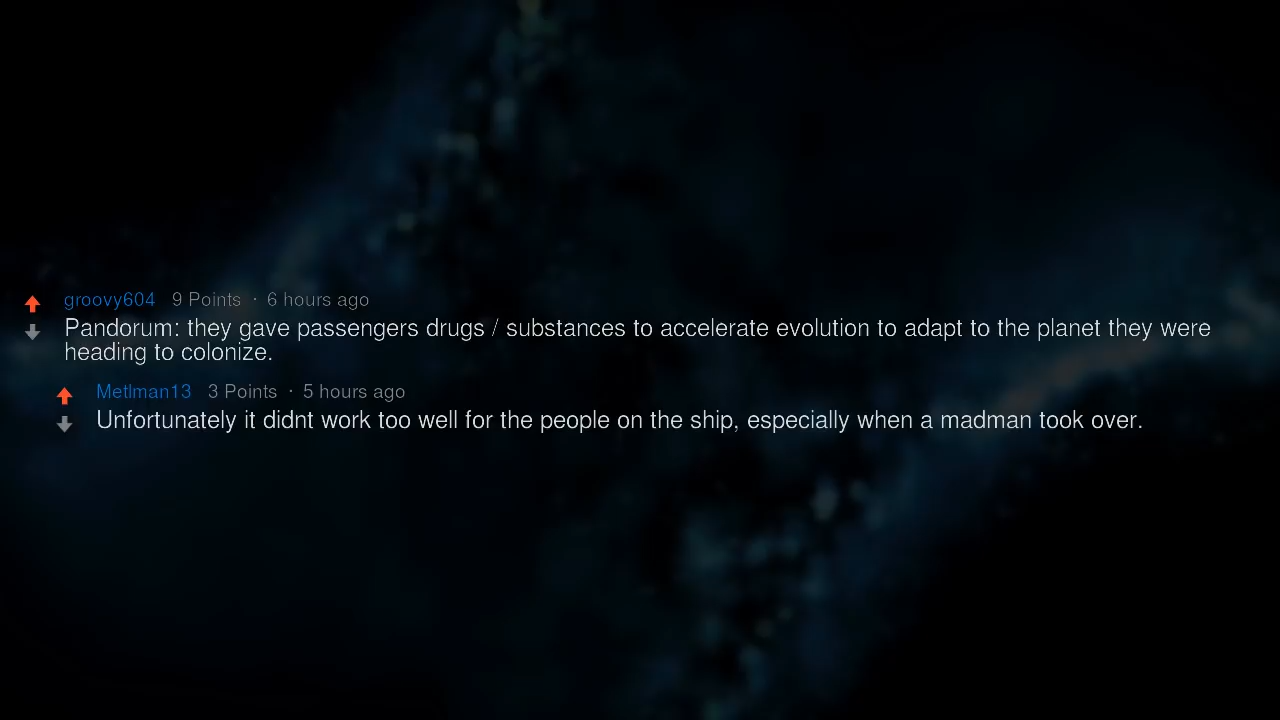 groovy604 9 Points · 6 hours ago
Pandorum: they gave passengers drugs / substances to accelerate evolution to adapt to the planet they were
heading to colonize.
Metlman13 3 Points · 5 hours ago
Unfortunately it didnt work too well for the people on the ship, especially when a madman took over.